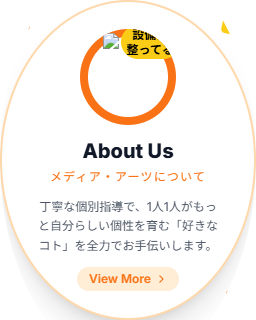 設備
整ってる
About Us
メディア・アーツについて
丁寧な個別指導で、1人1人がもっ
と自分らしい個性を育む「好きな
コト」を全力でお手伝いします。
View More